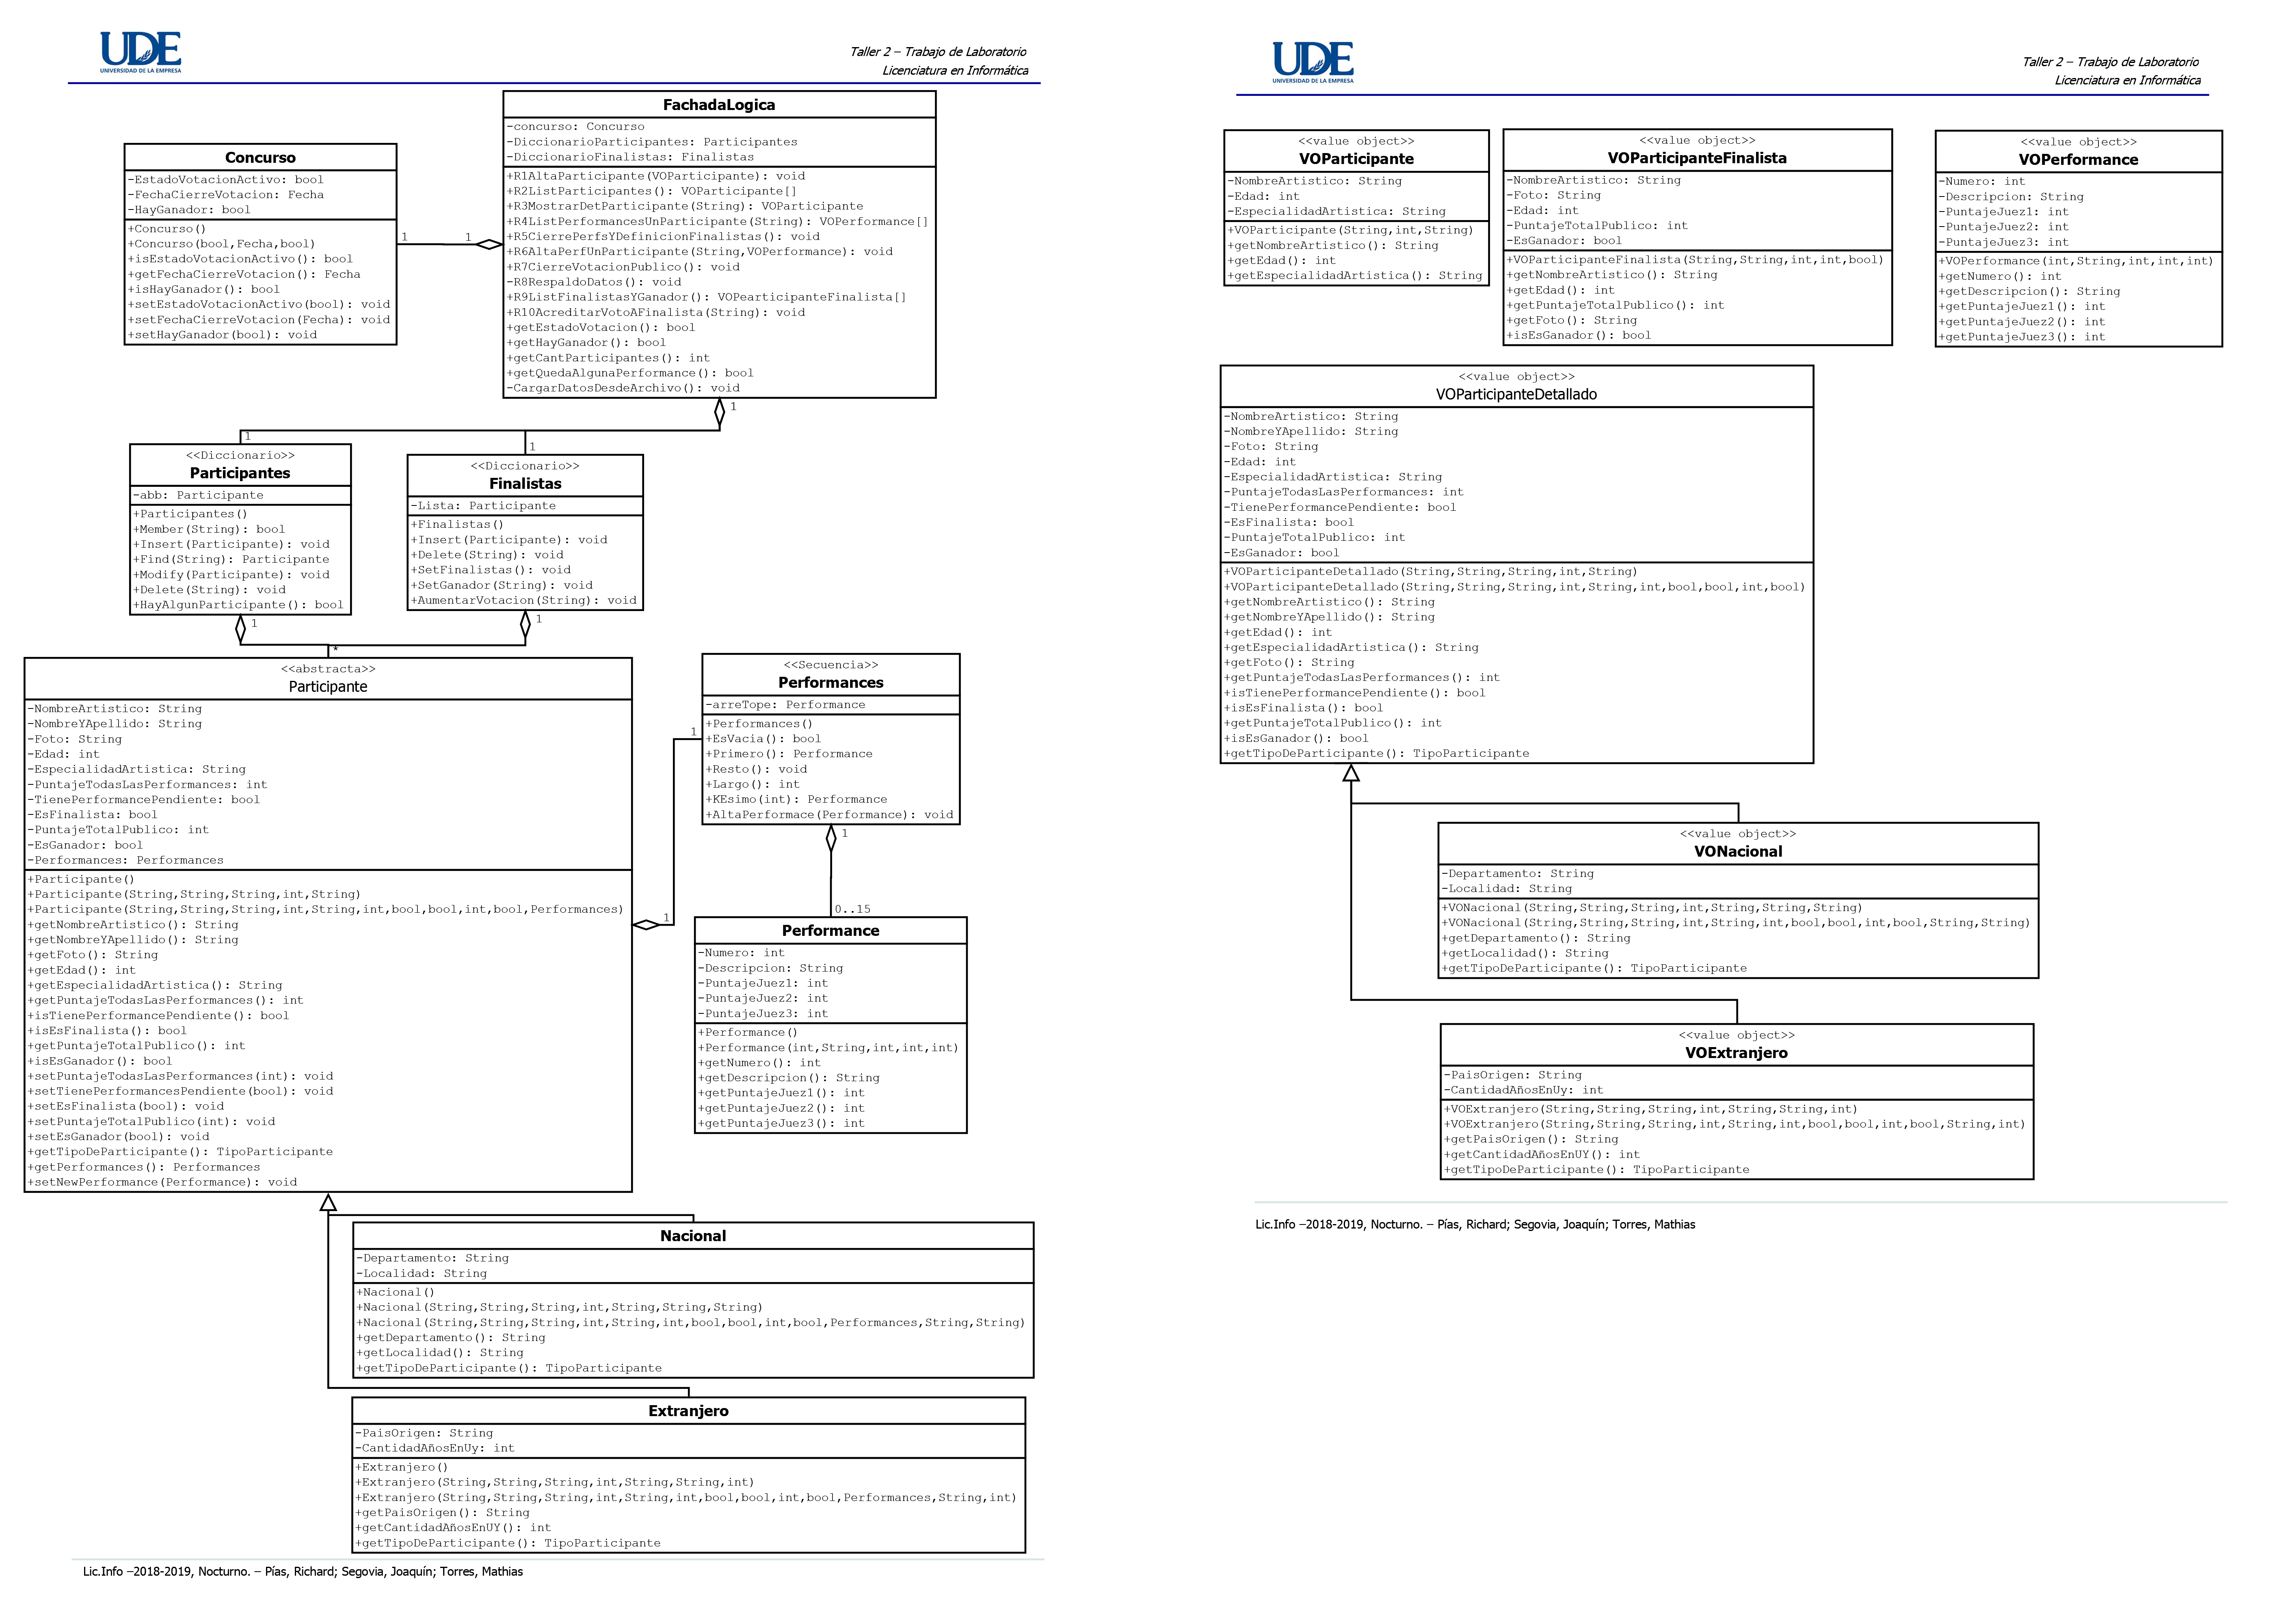 UDE
UNIVERSIDAD DE LA EMPRESA
Taller 2 – Trabajo de Laboratorio
Licenciatura en Informática
FachadaLogica
-concurso: Concurso
-DiccionarioParticipantes: Participantes
-DiccionarioFinalistas: Finalistas
+R1AltaParticipante(VOParticipante): void
+R2ListParticipantes(): VOParticipante[]
+R3MostrarDetParticipante(String): VOParticipante
+R4ListPerformancesUnParticipante(String): VOPerformance[]
+R5CierrePerfsYDefinicionFinalistas(): void
+R6AltaPerfUnParticipante(String,VOPerformance): void
+R7CierreVotacionPublico(): void
-R8RespaldoDatos(): void
+R9ListFinalistasYGanador(): VOPearticipanteFinalista[]
+R10AcreditarVotoAFinalista(String): void
+getEstadoVotacion(): bool
+getHayGanador(): bool
+getCantParticipantes(): int
+getQuedaAlgunaPerformance(): bool
-CargarDatosDesdeArchivo(): void
Concurso
-EstadoVotacionActivo: bool
-FechaCierreVotacion: Fecha
-HayGanador: bool
+Concurso()
+Concurso(bool,Fecha,bool)
+isEstadoVotacionActivo(): bool
+getFechaCierreVotacion(): Fecha
+isHayGanador(): bool
+setEstadoVotacionActivo(bool): void
+setFechaCierreVotacion(Fecha): void
+setHayGanador(bool): void
1
1
1
1
1
<<Diccionario>>
Participantes
-abb: Participante
+Participantes()
+Member(String): bool
+Insert(Participante): void
+Find(String): Participante
+Modify(Participante): void
+Delete(String): void
+HayAlgunParticipante(): bool
<<Diccionario>>
Finalistas
-Lista: Participante
+Finalistas()
+Insert(Participante): void
+Delete(String): void
+SetFinalistas(): void
+SetGanador(String): void
+AumentarVotacion(String): void
1
1
*
<<abstracta>>
Participante
-NombreArtistico: String
-NombreYApellido: String
-Foto: String
-Edad: int
-EspecialidadArtistica: String
-PuntajeTodasLasPerformances: int
-TienePerformancePendiente: bool
-EsFinalista: bool
-PuntajeTotalPublico: int
-EsGanador: bool
-Performances: Performances
+Participante()
+Participante(String,String,String,int,String)
+Participante(String,String,String,int,String,int,bool,bool,int,bool,Performances)
+getNombreArtistico(): String
+getNombreYApellido(): String
+getFoto(): String
+getEdad(): int
+getEspecialidadArtistica(): String
+getPuntajeTodasLasPerformances(): int
+isTienePerformancePendiente(): bool
+isEsFinalista(): bool
+getPuntajeTotalPublico(): int
+isEsGanador(): bool
+setPuntajeTodasLasPerformances(int): void
+setTienePerformancesPendiente(bool): void
+setEsFinalista(bool): void
+setPuntajeTotalPublico(int): void
+setEsGanador(bool): void
+getTipoDeParticipante(): TipoParticipante
+getPerformances(): Performances
+setNewPerformance(Performance): void
1
1
<<Secuencia>>
Performances
-arreTope: Performance
+Performances()
+EsVacia(): bool
+Primero(): Performance
+Resto(): void
+Largo(): int
+KEsimo(int): Performance
+AltaPerformace(Performance): void
1
0..15
Performance
-Numero: int
-Descripcion: String
-PuntajeJuez1: int
-PuntajeJuez2: int
-PuntajeJuez3: int
+Performance()
+Performance(int,String,int,int,int)
+getNumero(): int
+getDescripcion(): String
+getPuntajeJuez1(): int
+getPuntajeJuez2(): int
+getPuntajeJuez3(): int
Nacional
-Departamento: String
-Localidad: String
+Nacional()
+Nacional(String,String,String,int,String,String,String)
+Nacional(String,String,String,int,String,int,bool,bool,int,bool,Performances,String,String)
+getDepartamento(): String
+getLocalidad(): String
+getTipoDeParticipante(): TipoParticipante
Extranjero
-PaisOrigen: String
-CantidadAñosEnUy: int
+Extranjero()
+Extranjero(String,String,String,int,String,String,int)
+Extranjero(String,String,String,int,String,int,bool,bool,int,bool,Performances,String,int)
+getPaisOrigen(): String
+getCantidadAñosEnUY(): int
+getTipoDeParticipante(): TipoParticipante
Lic.Info –2018-2019, Nocturno. – Pías, Richard; Segovia, Joaquín; Torres, Mathias
UDE
UNIVERSIDAD DE LA EMPRESA
Taller 2 – Trabajo de Laboratorio
Licenciatura en Informática
<<value object>>
VOParticipante
-NombreArtistico: String
-Edad: int
-EspecialidadArtistica: String
+VOParticipante(String,int,String)
+getNombreArtistico(): String
+getEdad(): int
+getEspecialidadArtistica(): String
<<value object>>
VOParticipanteFinalista
-NombreArtistico: String
-Foto: String
-Edad: int
-PuntajeTotalPublico: int
-EsGanador: bool
+VOParticipanteFinalista(String,String,int,int,bool)
+getNombreArtistico(): String
+getEdad(): int
+getPuntajeTotalPublico(): int
+getFoto(): String
+isEsGanador(): bool
<<value object>>
VOPerformance
-Numero: int
-Descripcion: String
-PuntajeJuez1: int
-PuntajeJuez2: int
-PuntajeJuez3: int
+VOPerformance(int,String,int,int,int)
+getNumero(): int
+getDescripcion(): String
+getPuntajeJuez1(): int
+getPuntajeJuez2(): int
+getPuntajeJuez3(): int
<<value object>>
VOParticipanteDetallado
-NombreArtistico: String
-NombreYApellido: String
-Foto: String
-Edad: int
-EspecialidadArtistica: String
-PuntajeTodasLasPerformances: int
-TienePerformancePendiente: bool
-EsFinalista: bool
-PuntajeTotalPublico: int
-EsGanador: bool
+VOParticipanteDetallado(String,String,String,int,String)
+VOParticipanteDetallado(String,String,String,int,String,int,bool,bool,int,bool)
+getNombreArtistico(): String
+getNombreYApellido(): String
+getEdad(): int
+getEspecialidadArtistica(): String
+getFoto(): String
+getPuntajeTodasLasPerformances(): int
+isTienePerformancePendiente(): bool
+isEsFinalista(): bool
+getPuntajeTotalPublico(): int
+isEsGanador(): bool
+getTipoDeParticipante(): TipoParticipante
<<value object>>
VONacional
-Departamento: String
-Localidad: String
+VONacional(String,String,String,int,String,String,String)
+VONacional(String,String,String,int,String,int,bool,bool,int,bool,String,String)
+getDepartamento(): String
+getLocalidad(): String
+getTipoDeParticipante(): TipoParticipante
<<value object>>
VOExtranjero
-PaisOrigen: String
-CantidadAñosEnUy: int
+VOExtranjero(String,String,String,int,String,String,int)
+VOExtranjero(String,String,String,int,String,int,bool,bool,int,bool,String,int)
+getPaisOrigen(): String
+getCantidadAñosEnUY(): int
+getTipoDeParticipante(): TipoParticipante
Lic.Info –2018-2019, Nocturno. – Pías, Richard; Segovia, Joaquín; Torres, Mathias